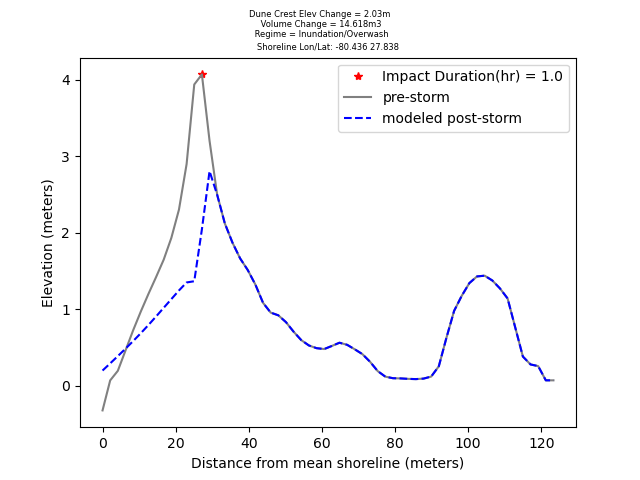 Dune Crest Elev Change = 2.03m
Volume Change = 14.618m3
Regime = Inundation/Overwash
Shoreline Lon/Lat: -80.436 27.838
Impact Duration(hr) = 1.0
pre-storm
modeled post-storm
4
3
2
1
0
Elevation (meters)
0 20 40 60 80 100 120
Distance from mean shoreline (meters)